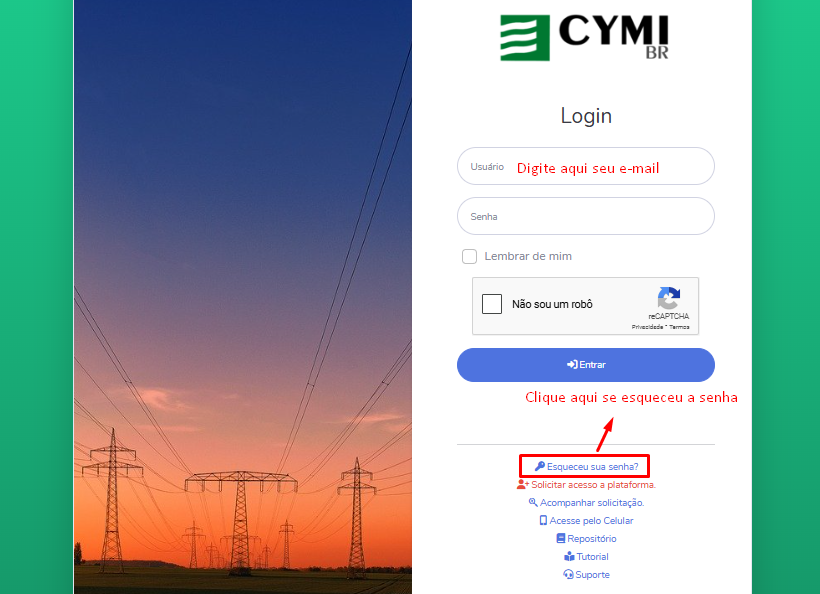 CYMI
BR
Login
Usuário Digite aqui seu e-mail
Senha
Lembrar de mim
Não sou um robô
reCAPTCHA
Privacidade - Termos
Entrar
Clique aqui se esqueceu a senha
Esqueceu sua senha?
Solicitar acesso a plataforma.
Acompanhar solicitação.
Acesse pelo Celular
Repositório
Tutorial
Suporte